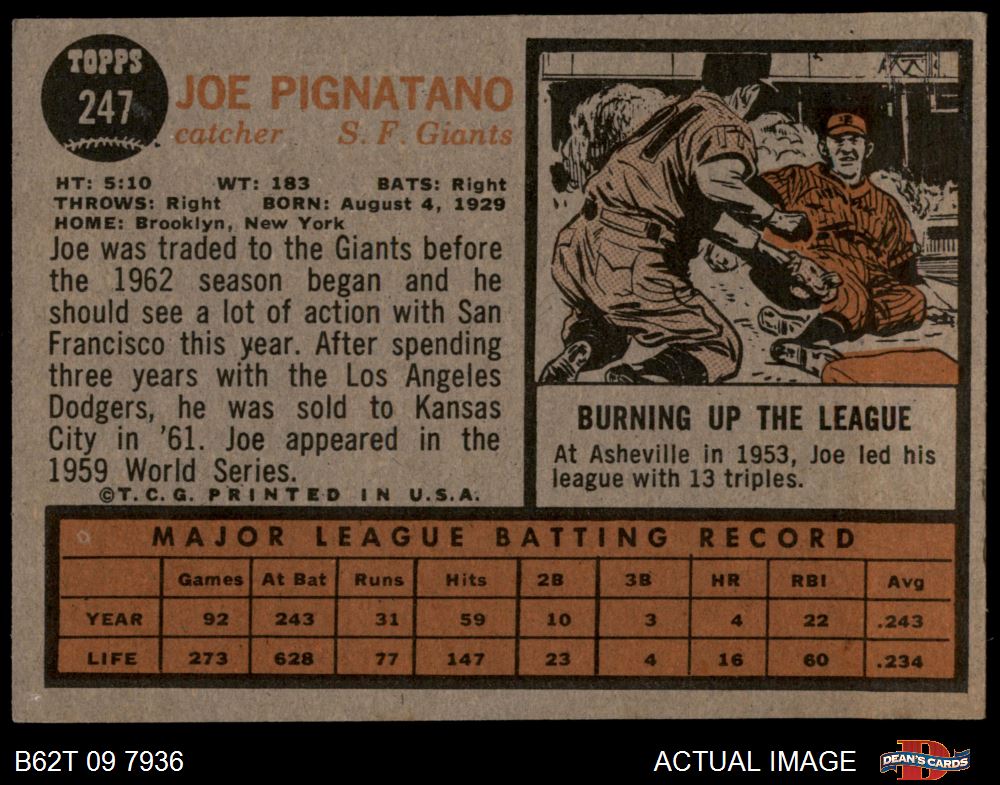 TOPPS
247
JOE PIGNATANO
catcher S. F. Giants
HT: 5:10 WT: 183 BATS: Right
THROWS: Right BORN: August 4, 1929
HOME: Brooklyn, New York
Joe was traded to the Giants before
the 1962 season began and he
should see a lot of action with San
Francisco this year. After spending
three years with the Los Angeles
Dodgers, he was sold to Kansas
City in '61. Joe appeared in the
1959 World Series.
©T.C.G. PRINTED IN U.S.A.
BURNING UP THE LEAGUE
At Asheville in 1953, Joe led his
league with 13 triples.
MAJOR LEAGUE BATTING RECORD
Games At Bat Runs Hits 2B 3B HR RBI Avg
YEAR 92 243 31 59 10 3 4 22 .243
LIFE 273 628 77 147 23 4 16 60 .234
B62T 09 7936 ACTUAL IMAGE
DEAN'S CARDS